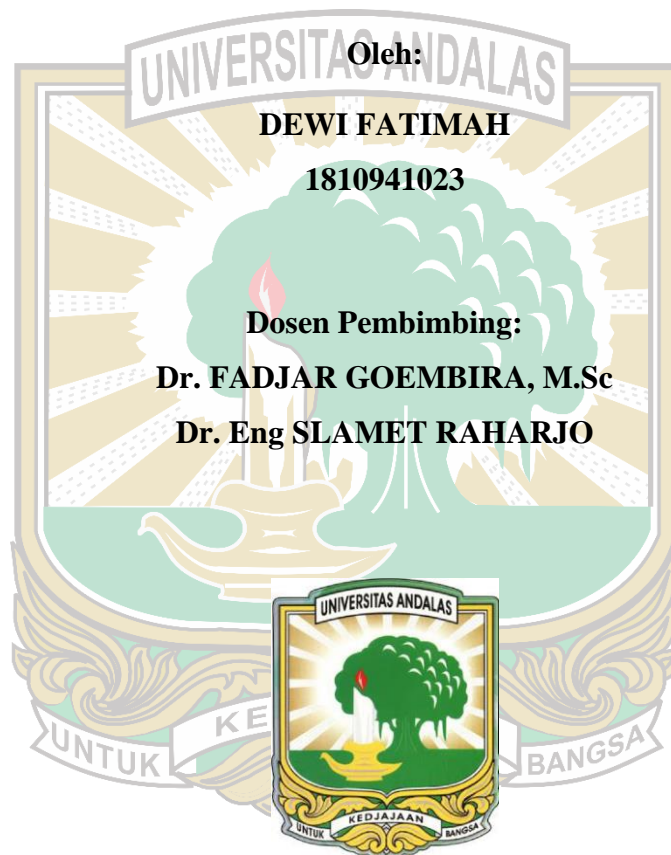 UNIVERSITAS ANDALAS
Oleh:
DEWI FATIMAH
1810941023
Dosen Pembimbing:
Dr. FADJAR GOEMBIRA, M.Sc
Dr. Eng SLAMET RAHARJO
UNIVERSITAS ANDALAS
UNTUK KE BANGSA
UNTUK KEDJAJAAN BANGSA